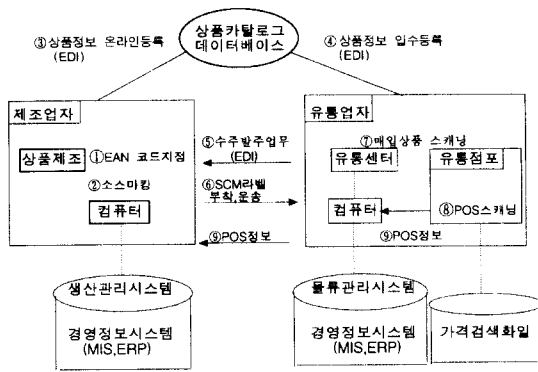 상품카탈로그
데이터베이스
③상품정보 온라인등록
(EDI)
④상품정보 입수등록
(EDI)
제조업자
유통업자
상품제조
①EAN 코드지정
②소스마킹
컴퓨터
⑤수주발주업무
(EDI)
⑥SCM라벨
부착,운송
⑨POS정보
⑦매입상품 스캐닝
유통센터
유통점포
컴퓨터
⑧POS스캐닝
⑨POS정보
생산관리시스템
경영정보시스템
(MIS,ERP)
물류관리시스템
경영정보시스템
(MIS,ERP)
가격검색화일